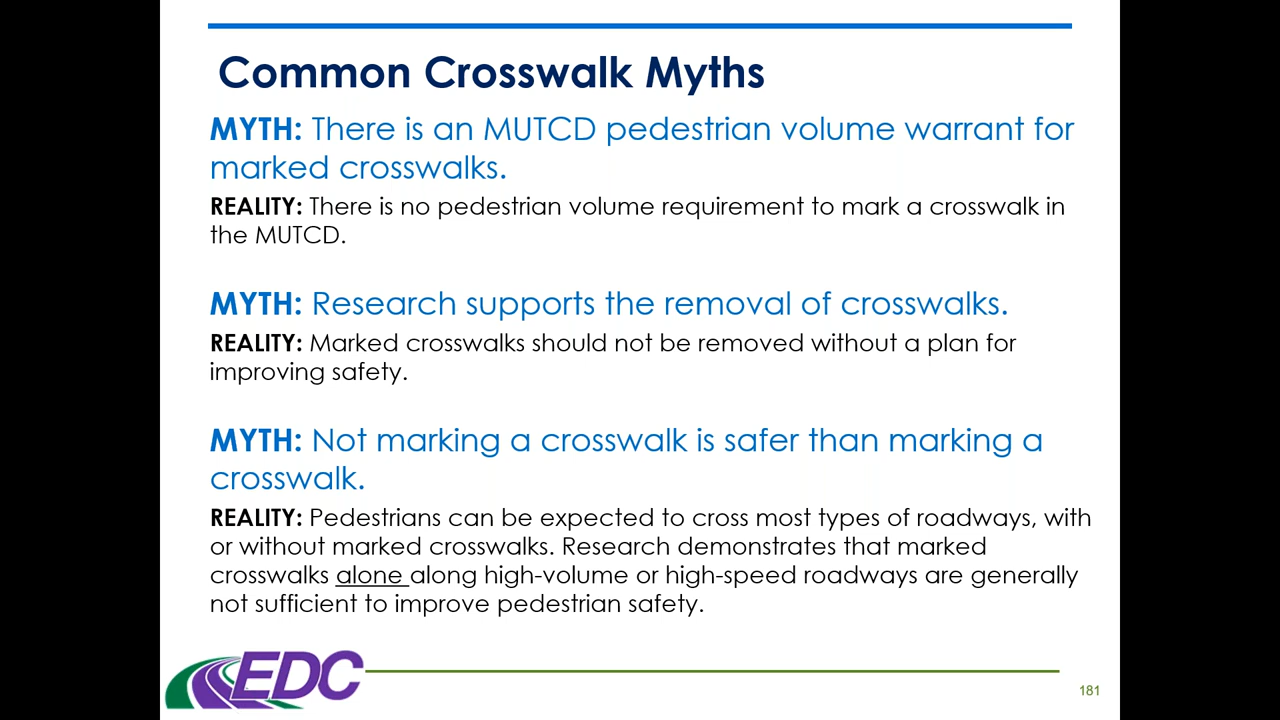 Common Crosswalk Myths
MYTH: There is an MUTCD pedestrian volume warrant for
marked crosswalks.
REALITY: There is no pedestrian volume requirement to mark a crosswalk in
the MUTCD.
MYTH: Research supports the removal of crosswalks.
REALITY: Marked crosswalks should not be removed without a plan for
improving safety.
MYTH: Not marking a crosswalk is safer than marking a
crosswalk.
REALITY: Pedestrians can be expected to cross most types of roadways, with
or without marked crosswalks. Research demonstrates that marked
crosswalks alone along high-volume or high-speed roadways are generally
not sufficient to improve pedestrian safety.
EDC
181